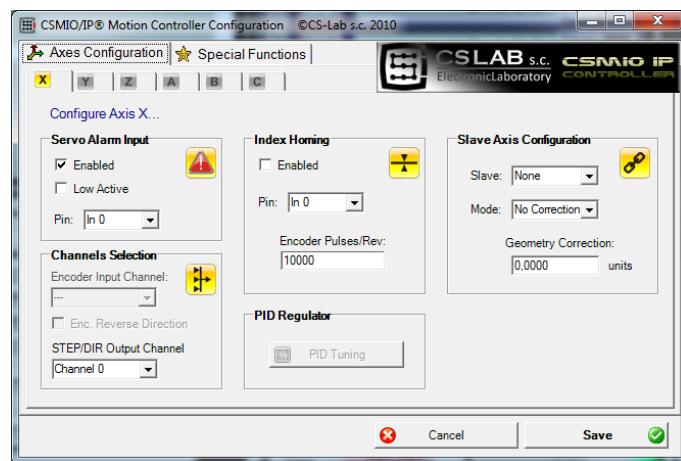 CSMIO/IP® Motion Controller Configuration ©CS-Lab s.c. 2010
Axes Configuration Special Functions
CSLAB s.c.
ElectronicLaboratory
CSMIO IP
CONTROLLER
X Y Z A B C
Configure Axis X...
Servo Alarm Input
Enabled
Low Active
Pin: In 0
Channels Selection
Encoder Input Channel:
---
Enc. Reverse Direction
STEP/DIR Output Channel
Channel 0
Index Homing
Enabled
Pin: In 0
Encoder Pulses/Rev:
10000
PID Regulator
PID Tuning
Slave Axis Configuration
Slave: None
Mode: No Correction
Geometry Correction:
0,0000 units
Cancel Save